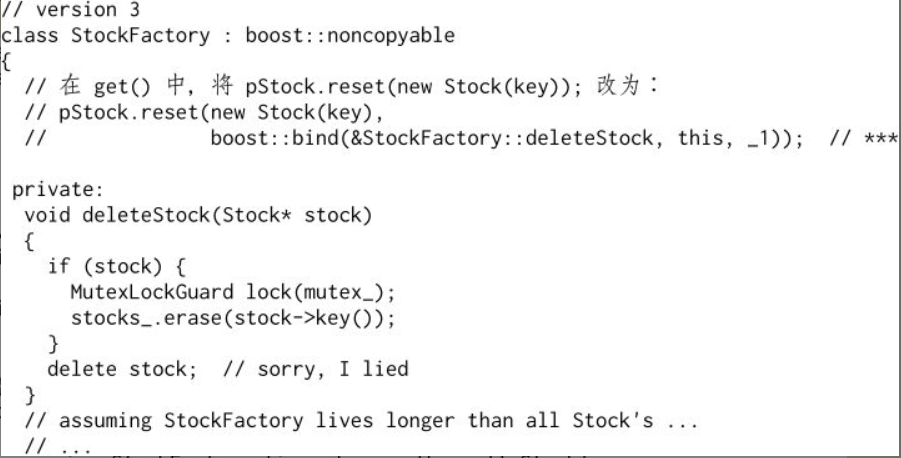 // version 3
class StockFactory : boost::noncopyable
{
  // 在 get() 中, 将 pStock.reset(new Stock(key)); 改为：
  // pStock.reset(new Stock(key),
  //              boost::bind(&StockFactory::deleteStock, this, _1));  // ***
 private:
  void deleteStock(Stock* stock)
  {
    if (stock) {
      MutexLockGuard lock(mutex_);
      stocks_.erase(stock->key());
    }
    delete stock;  // sorry, I lied
  }
  // assuming StockFactory lives longer than all Stock's ...
  // ...